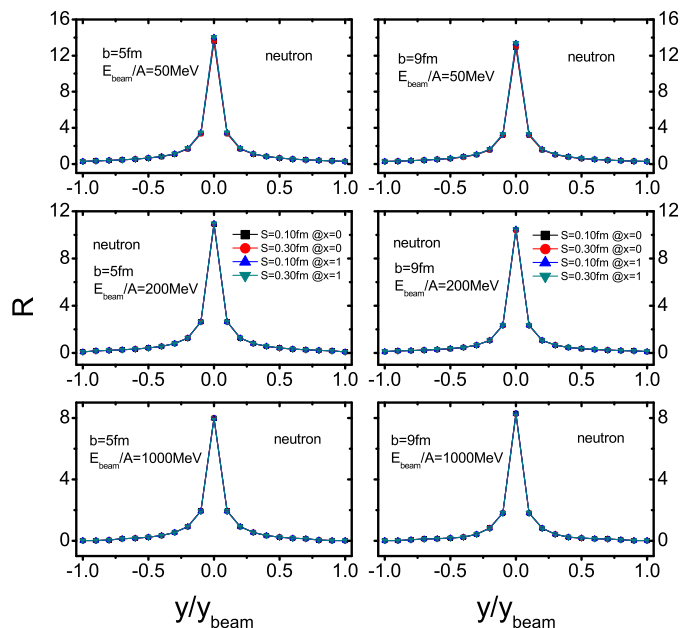 16
12
8
4
0
b=5fm
E_beam/A=50MeV
neutron
-1.0 -0.5 0.0 0.5 1.0
16
12
8
4
0
b=9fm
E_beam/A=50MeV
neutron
-1.0 -0.5 0.0 0.5 1.0
R
12
8
4
0
neutron
b=5fm
E_beam/A=200MeV
S=0.10fm @x=0
S=0.30fm @x=0
S=0.10fm @x=1
S=0.30fm @x=1
-1.0 -0.5 0.0 0.5 1.0
12
8
4
0
neutron
b=9fm
E_beam/A=200MeV
S=0.10fm @x=0
S=0.30fm @x=0
S=0.10fm @x=1
S=0.30fm @x=1
-1.0 -0.5 0.0 0.5 1.0
8
4
0
b=5fm
E_beam/A=1000MeV
neutron
-1.0 -0.5 0.0 0.5 1.0
y/y_beam
8
4
0
b=9fm
E_beam/A=1000MeV
neutron
-1.0 -0.5 0.0 0.5 1.0
y/y_beam